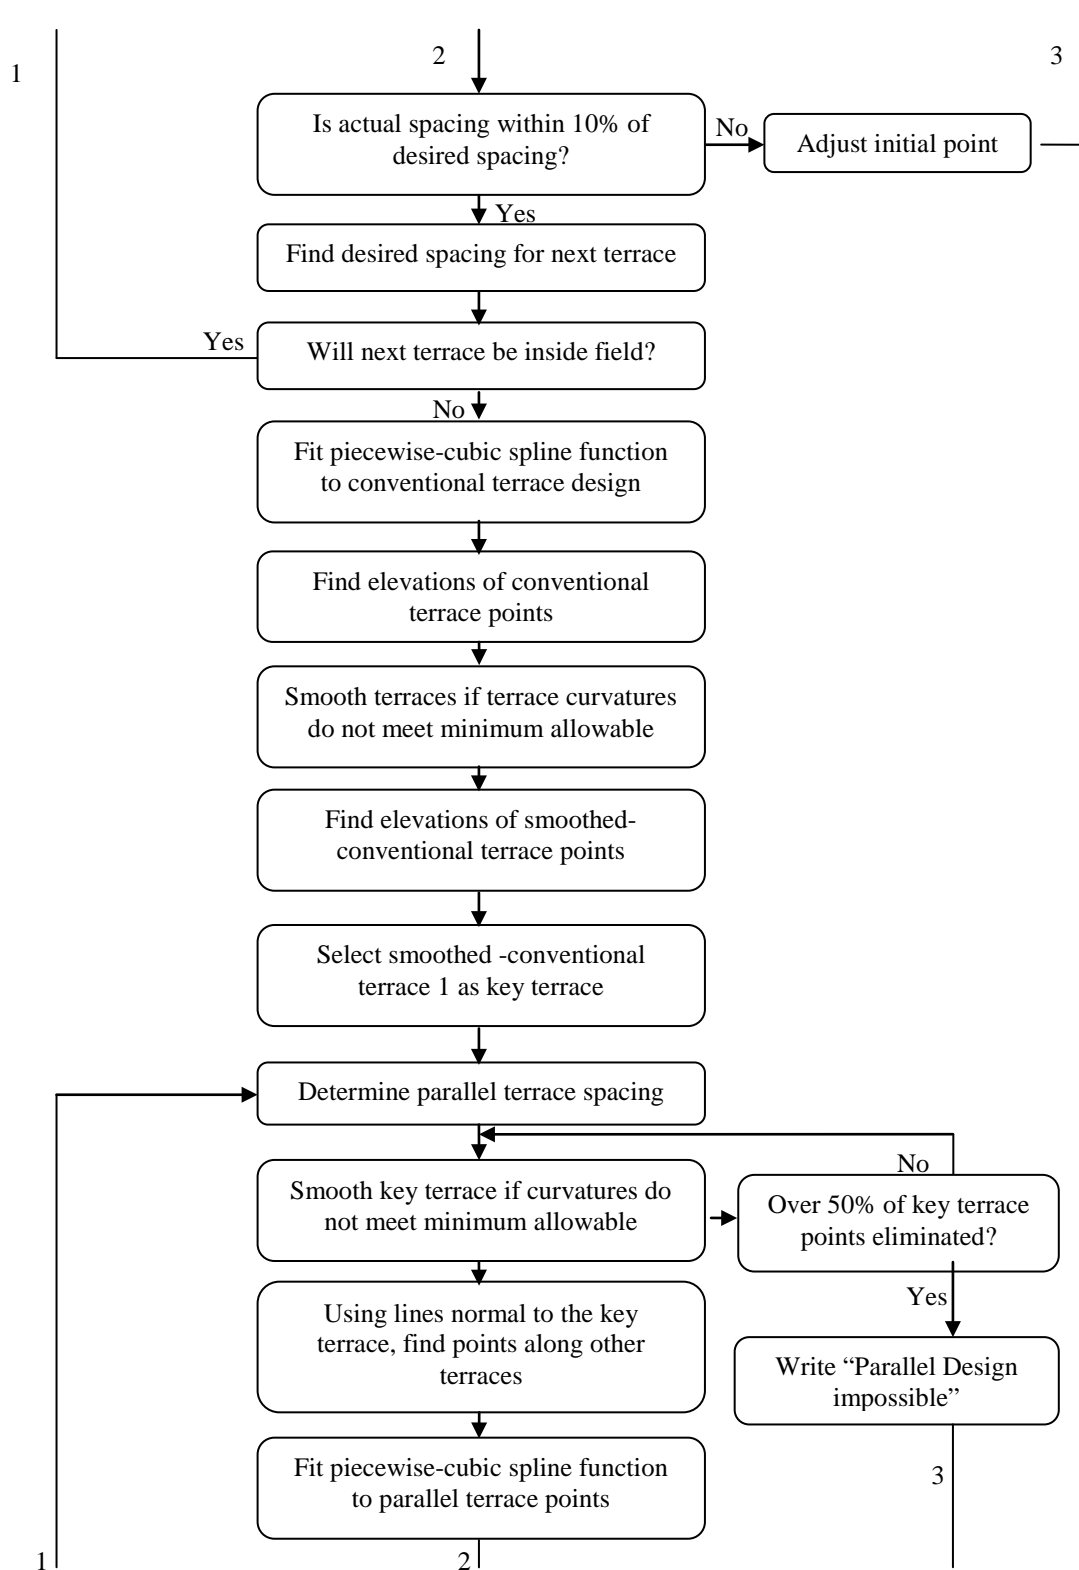 1
2
3
Is actual spacing within 10% of
desired spacing?
No
Adjust initial point
Yes
Find desired spacing for next terrace
Yes
Will next terrace be inside field?
No
Fit piecewise-cubic spline function
to conventional terrace design
Find elevations of conventional
terrace points
Smooth terraces if terrace curvatures
do not meet minimum allowable
Find elevations of smoothed-
conventional terrace points
Select smoothed -conventional
terrace 1 as key terrace
Determine parallel terrace spacing
No
Smooth key terrace if curvatures do
not meet minimum allowable
Over 50% of key terrace
points eliminated?
Yes
Using lines normal to the key
terrace, find points along other
terraces
Write “Parallel Design
impossible”
Fit piecewise-cubic spline function
to parallel terrace points
3
1
2